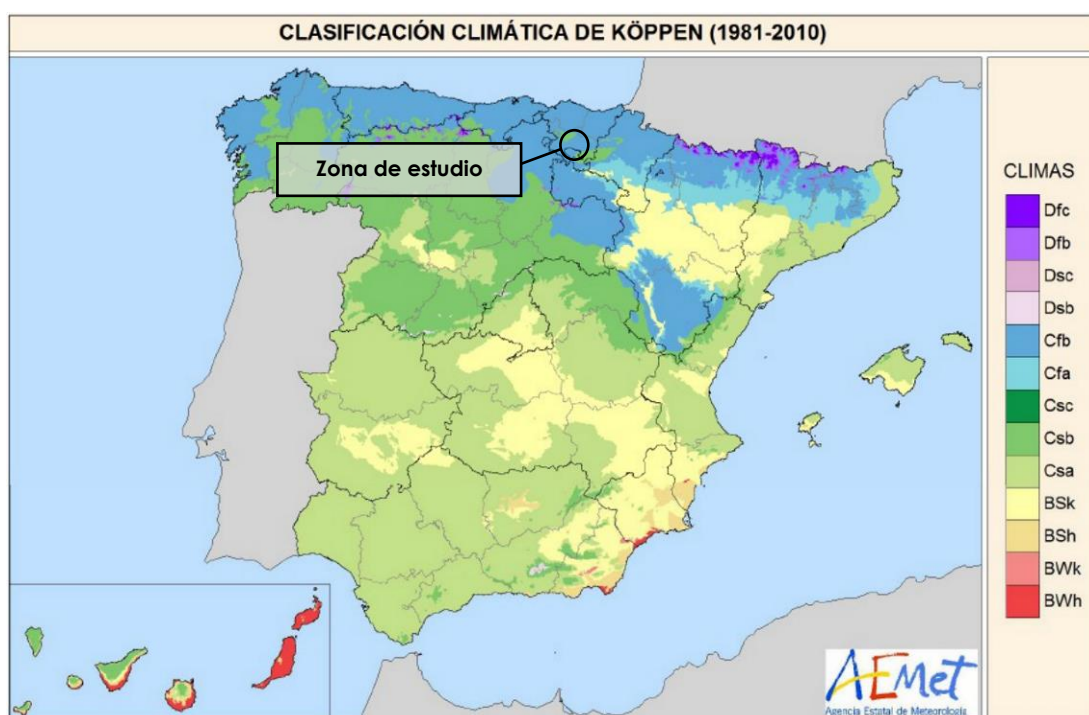 CLASIFICACIÓN CLIMÁTICA DE KÖPPEN (1981-2010)
Zona de estudio
CLIMAS
Dfc
Dfb
Dsc
Dsb
Cfb
Cfa
Csc
Csb
Csa
BSk
BSh
BWk
BWh
AEMet
Agencia Estatal de Meteorología